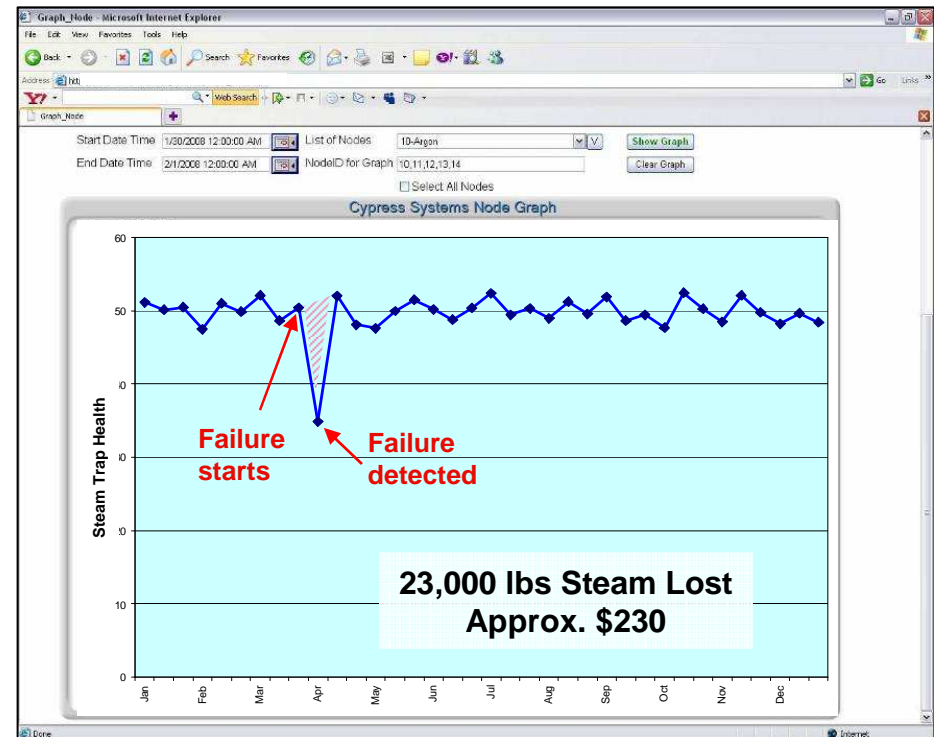 Graph_Node - Microsoft Internet Explorer
File Edit View Favorites Tools Help
Back Search Favorites
Address Go Links »
Y! Web Search
Graph_Node
Start Date Time 1/30/2008 12:00:00 AM List of Nodes 10-Argon V Show Graph
End Date Time 2/1/2008 12:00:00 AM NodeID for Graph 10,11,12,13,14 Clear Graph
Select All Nodes
Cypress Systems Node Graph
60
50
Steam Trap Health
Failure starts
Failure detected
23,000 lbs Steam Lost
Approx. $230
10
0
Jan Feb Mar Apr May Jun Jul Aug Sep Oct Nov Dec
Done Internet